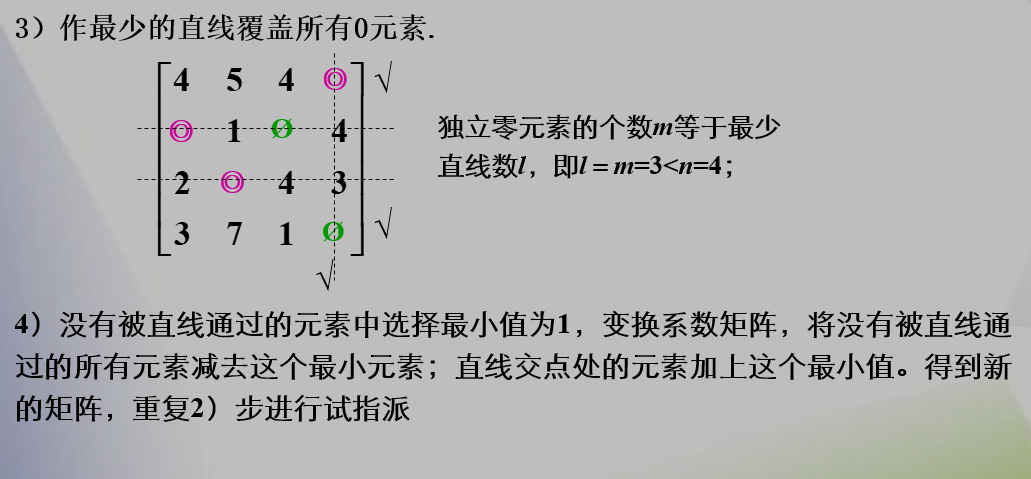 3）作最少的直线覆盖所有0元素.
4 5 4 ◎ √
◎ 1 Ø 4
2 ◎ 4 3
3 7 1 Ø √
√
独立零元素的个数m等于最少
直线数l，即l = m=3<n=4；
4）没有被直线通过的元素中选择最小值为1，变换系数矩阵，将没有被直线通
过的所有元素减去这个最小元素；直线交点处的元素加上这个最小值。得到新
的矩阵，重复2）步进行试指派